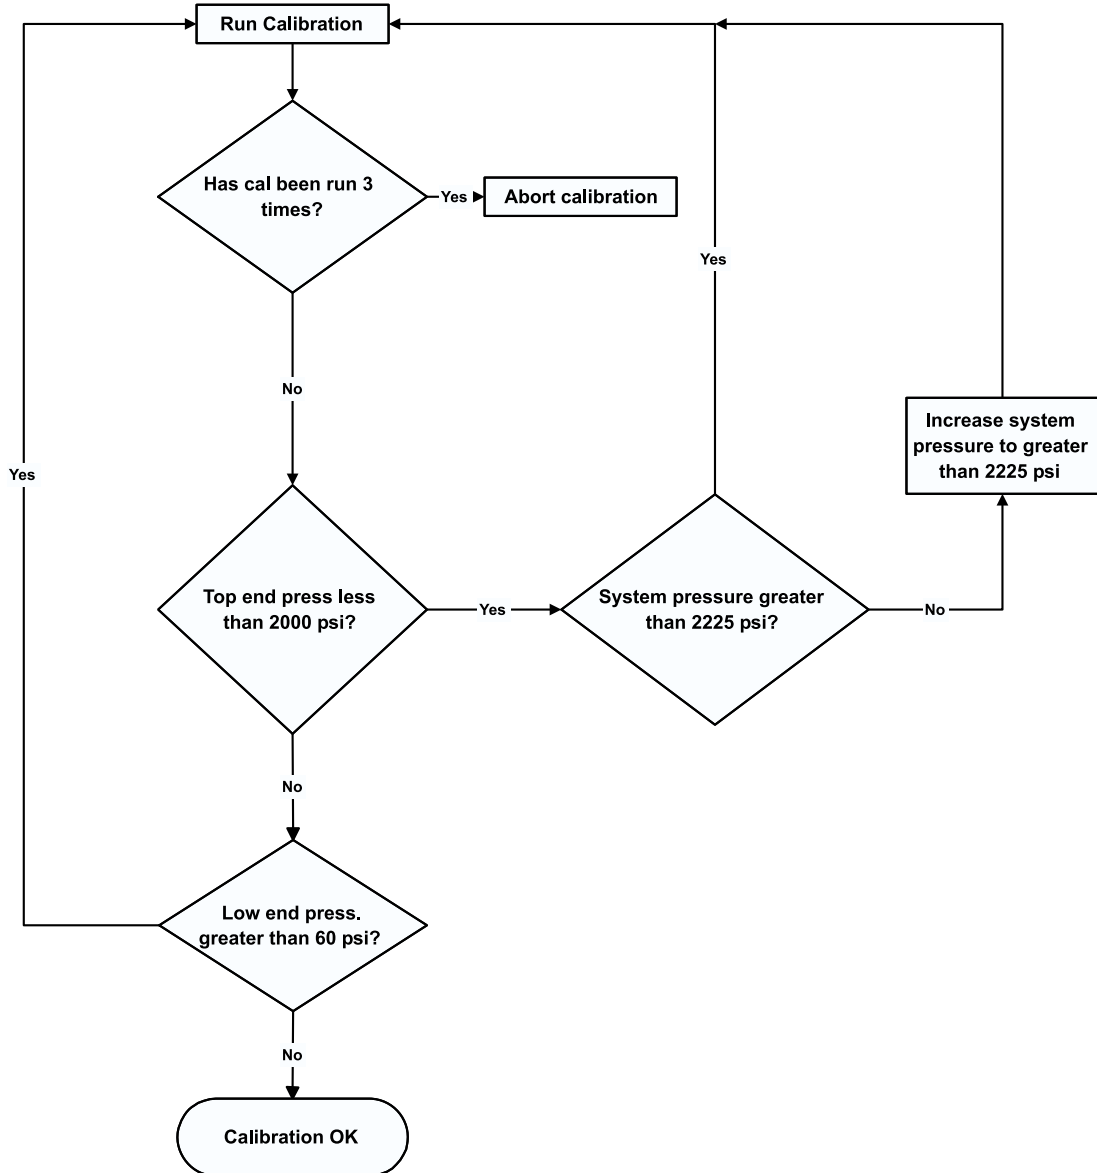 Run Calibration
Has cal been run 3
times?
Yes
Abort calibration
Yes
No
Increase system
pressure to greater
than 2225 psi
Yes
Top end press less
than 2000 psi?
Yes
System pressure greater
than 2225 psi?
No
No
Low end press.
greater than 60 psi?
No
Calibration OK